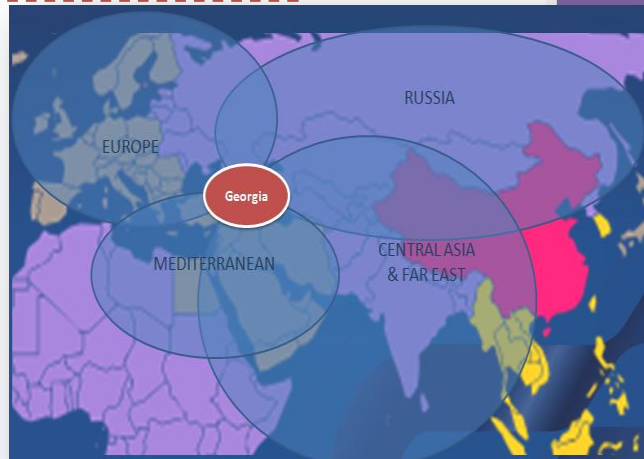 RUSSIA
EUROPE
Georgia
MEDITERRANEAN
CENTRAL ASIA
& FAR EAST